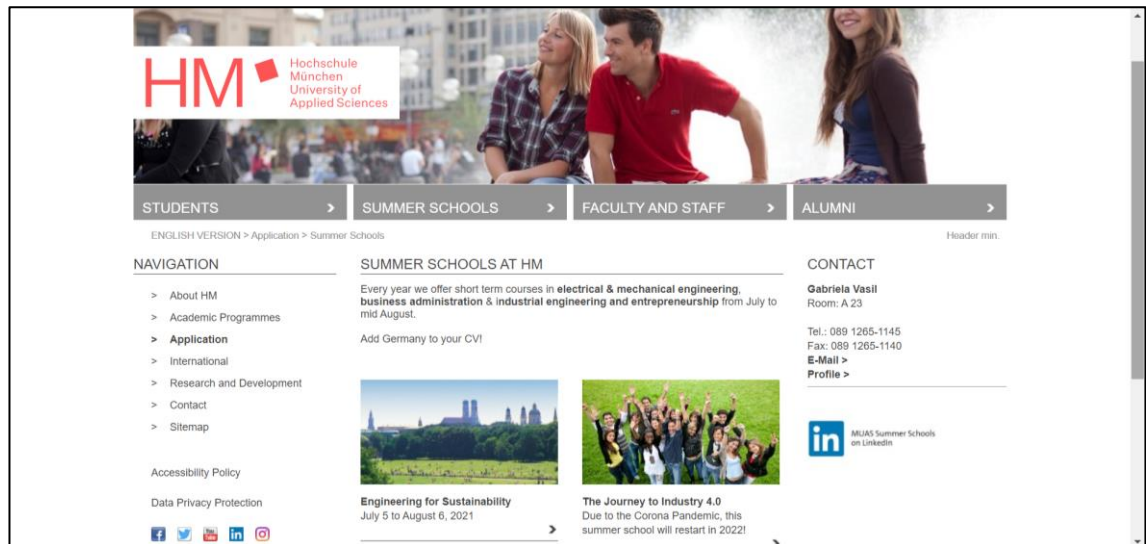 HM
Hochschule
München
University of
Applied Sciences
STUDENTS >
SUMMER SCHOOLS >
FACULTY AND STAFF >
ALUMNI >
ENGLISH VERSION > Application > Summer Schools
Header min.
NAVIGATION
> About HM
> Academic Programmes
> Application
> International
> Research and Development
> Contact
> Sitemap
Accessibility Policy
Data Privacy Protection
You
Tube
in
SUMMER SCHOOLS AT HM
Every year we offer short term courses in electrical & mechanical engineering,
business administration & industrial engineering and entrepreneurship from July to
mid August.
Add Germany to your CV!
Engineering for Sustainability
July 5 to August 6, 2021
>
The Journey to Industry 4.0
Due to the Corona Pandemic, this
summer school will restart in 2022!
CONTACT
Gabriela Vasil
Room: A 23
Tel.: 089 1265-1145
Fax: 089 1265-1140
E-Mail >
Profile >
in
MUAS Summer Schools
on LinkedIn